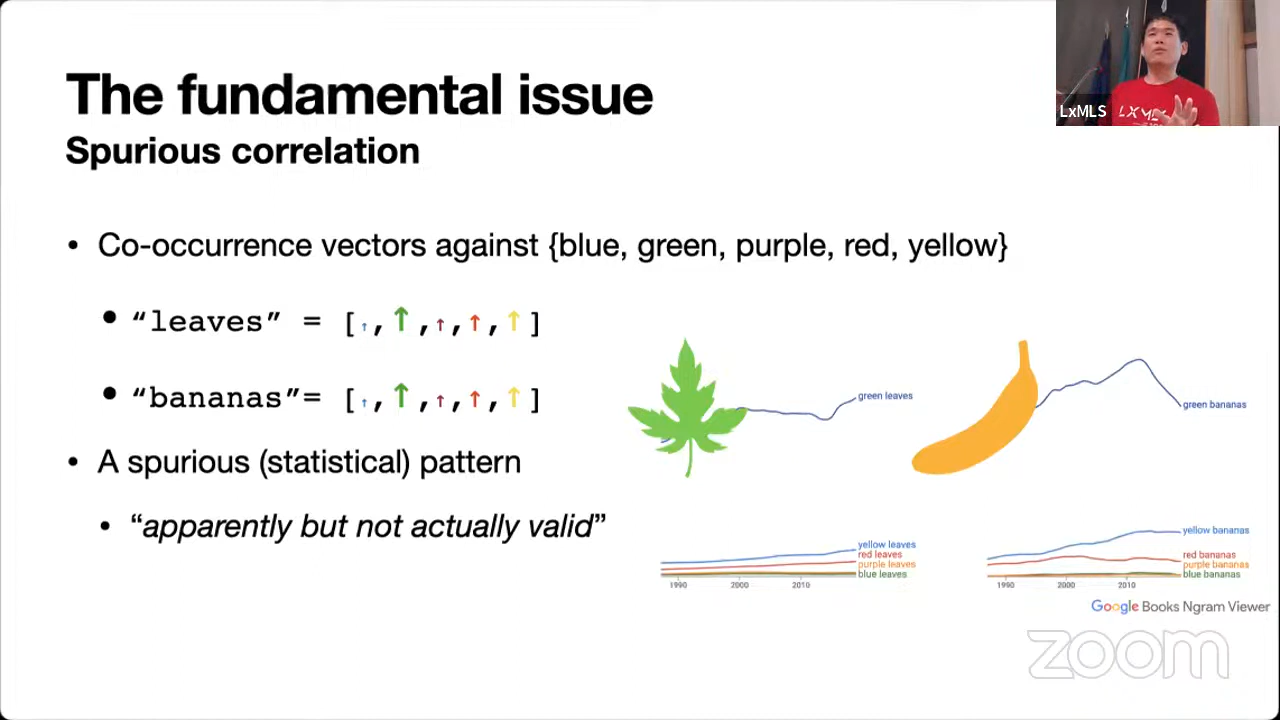 The fundamental issue
Spurious correlation
LxMLS
LXMLS
• Co-occurrence vectors against {blue, green, purple, red, yellow}
• “leaves” = [↑,↑,↑,↑,↑]
• “bananas”= [↑,↑,↑,↑,↑]
• A spurious (statistical) pattern
• “apparently but not actually valid”
green leaves
yellow leaves
red leaves
purple leaves
blue leaves
1990 2000 2010
green bananas
yellow bananas
red bananas
purple bananas
blue bananas
1990 2000 2010
Google Books Ngram Viewer
zoom